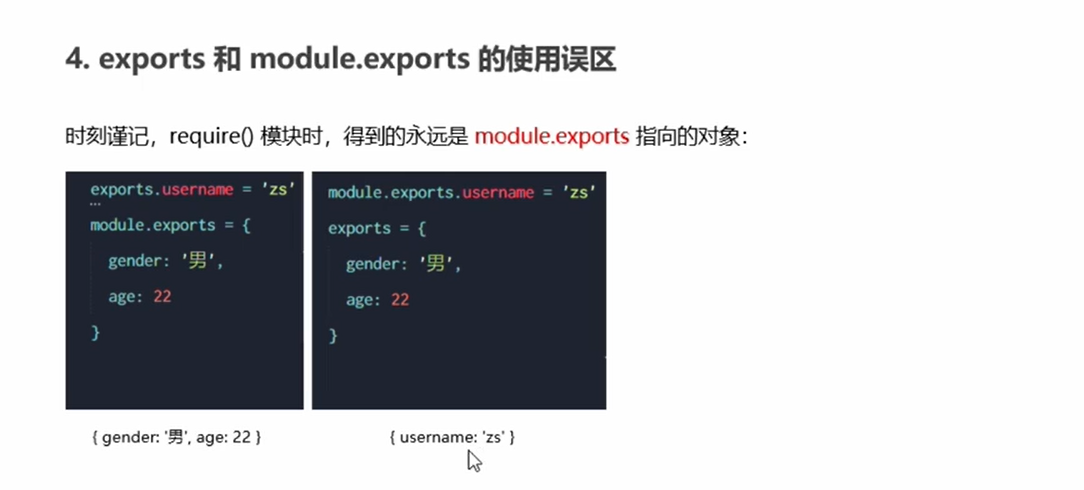 4. exports 和 module.exports 的使用误区
时刻谨记，require() 模块时，得到的永远是 module.exports 指向的对象：
exports.username = 'zs'
module.exports = {
gender: '男',
age: 22
}
{ gender: '男', age: 22 }
module.exports.username = 'zs'
exports = {
gender: '男',
age: 22
}
{ username: 'zs' }